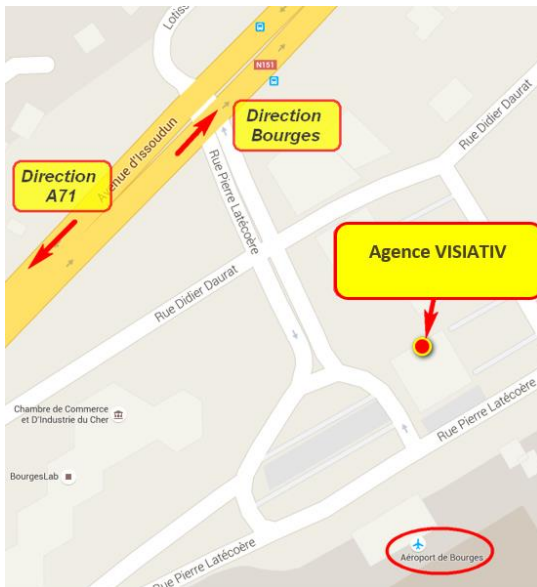 Lotiss
N151
Direction
Bourges
Avenue d'Issoudun
Direction
A71
Rue Didier Daurat
Rue Pierre Latécoère
Agence VISIATIV
Rue Didier Daurat
Chambre de Commerce
et D'Industrie du Cher
Rue Pierre Latécoère
BourgesLab
Aéroport de Bourges
Rue Pierre Latécoère